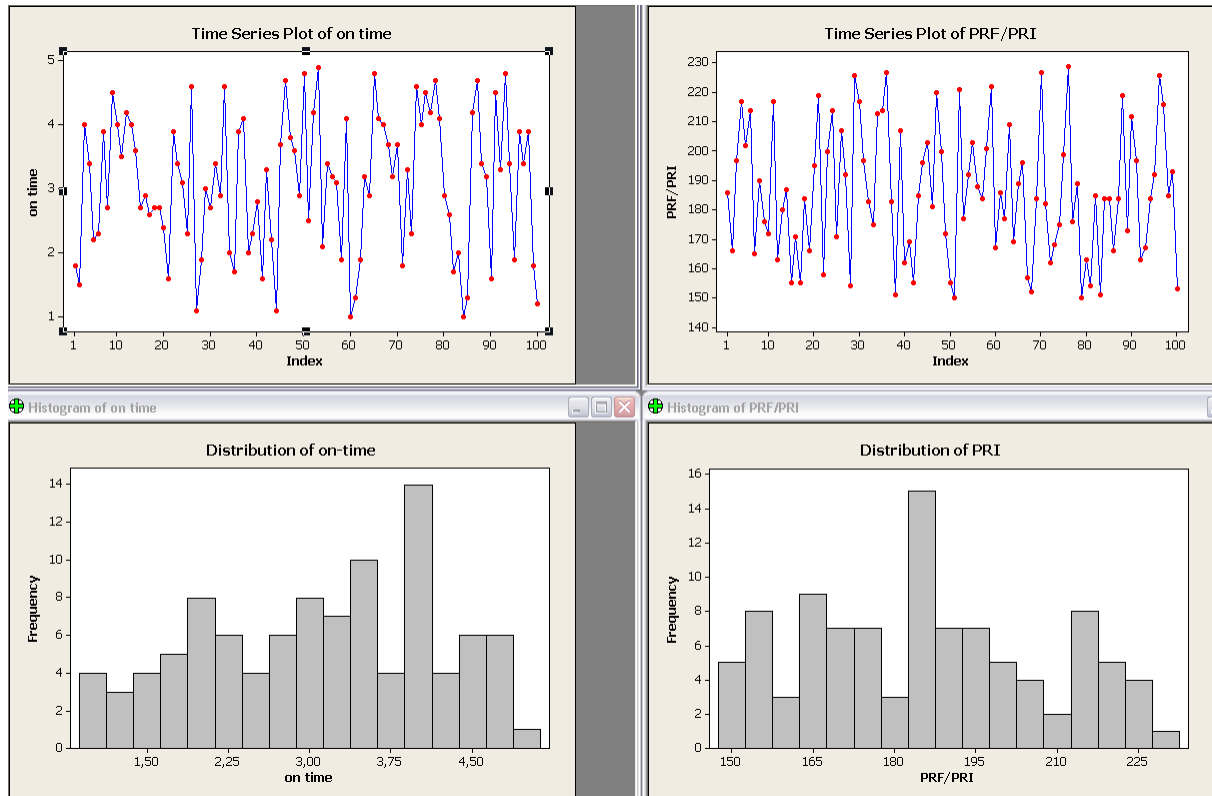 Time Series Plot of on time
5
4
3
2
1
on time
1 10 20 30 40 50 60 70 80 90 100
Index
Time Series Plot of PRF/PRI
230
220
210
200
190
180
170
160
150
140
PRF/PRI
1 10 20 30 40 50 60 70 80 90 100
Index
Histogram of on time
Distribution of on-time
14
12
10
8
6
4
2
0
Frequency
1,50 2,25 3,00 3,75 4,50
on time
Histogram of PRF/PRI
Distribution of PRI
16
14
12
10
8
6
4
2
0
Frequency
150 165 180 195 210 225
PRF/PRI